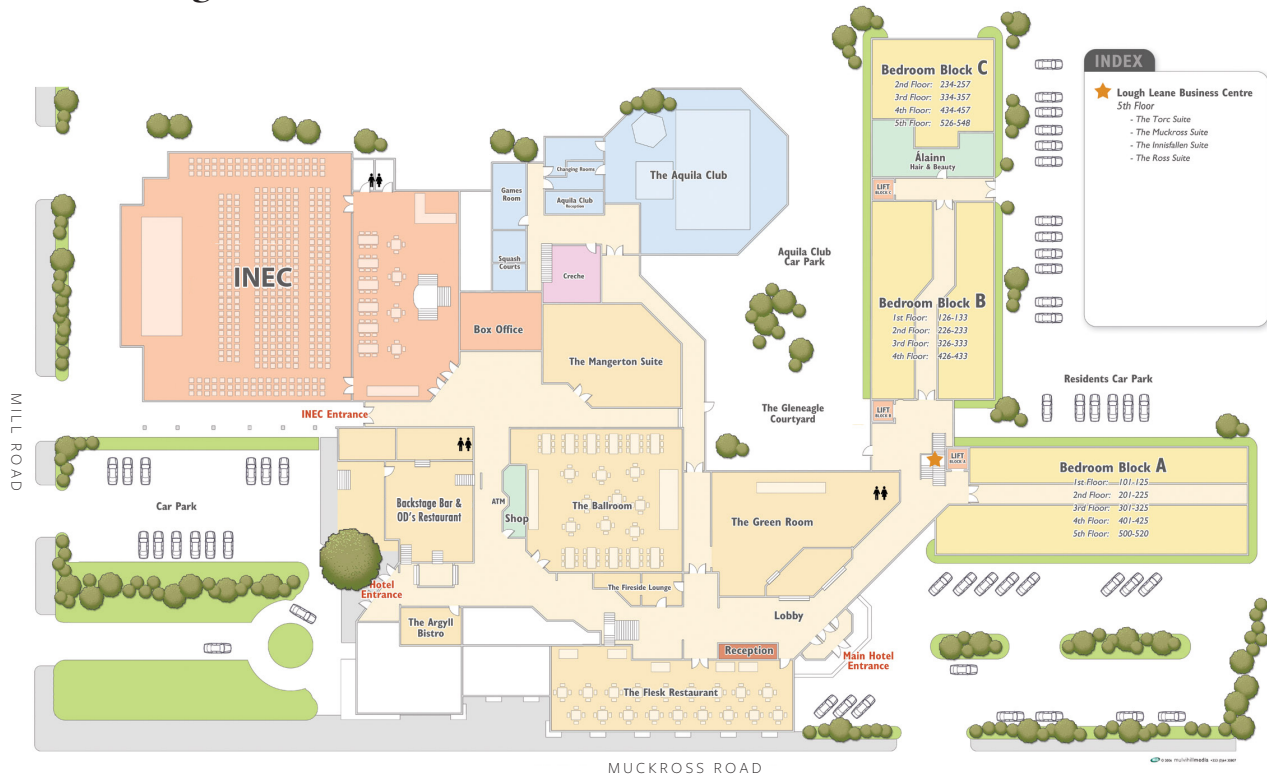 INEC
Box Office
INEC Entrance
Games
Room
Squash
Courts
Changing Rooms
Aquila Club
Reception
The Aquila Club
Creche
The Mangerton Suite
Aquila Club
Car Park
The Gleneagle
Courtyard
Bedroom Block C
2nd Floor: 234-257
3rd Floor: 334-357
4th Floor: 434-457
5th Floor: 526-548
Álainn
Hair & Beauty
LIFT
BLOCK C
Bedroom Block B
1st Floor: 126-133
2nd Floor: 226-233
3rd Floor: 326-333
4th Floor: 426-433
LIFT
BLOCK B
LIFT
BLOCK A
Bedroom Block A
1st Floor: 101-125
2nd Floor: 201-225
3rd Floor: 301-325
4th Floor: 401-425
5th Floor: 500-520
INDEX
Lough Leane Business Centre
5th Floor
- The Torc Suite
- The Muckross Suite
- The Innisfallen Suite
- The Ross Suite
Residents Car Park
MILL ROAD
Car Park
Backstage Bar &
OD's Restaurant
ATM
Shop
The Ballroom
The Green Room
Hotel
Entrance
The Argyll
Bistro
The Fireside Lounge
Lobby
Reception
Main Hotel
Entrance
The Flesk Restaurant
MUCKROSS ROAD
mulvihillmedia